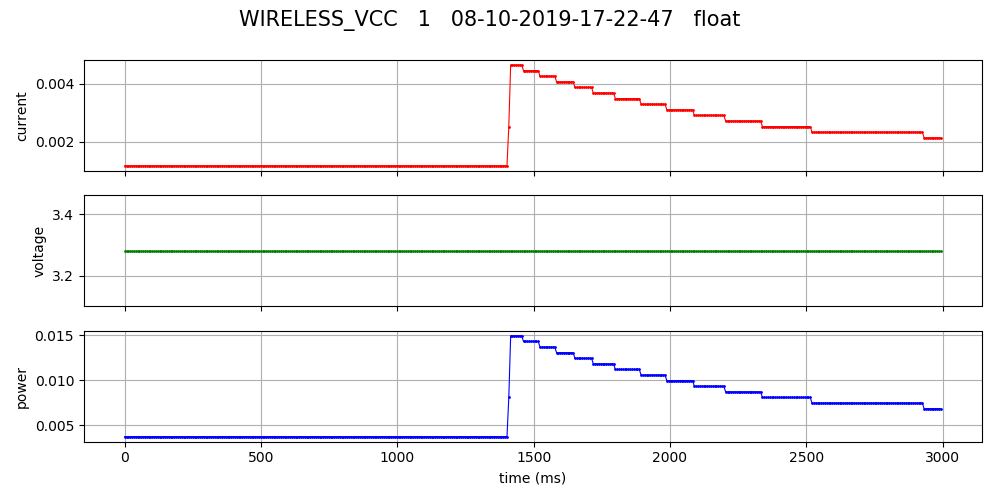 WIRELESS_VCC 1 08-10-2019-17-22-47 float
0.004
0.002
current
3.4
3.2
voltage
0.015
0.010
0.005
power
0 500 1000 1500 2000 2500 3000
time (ms)